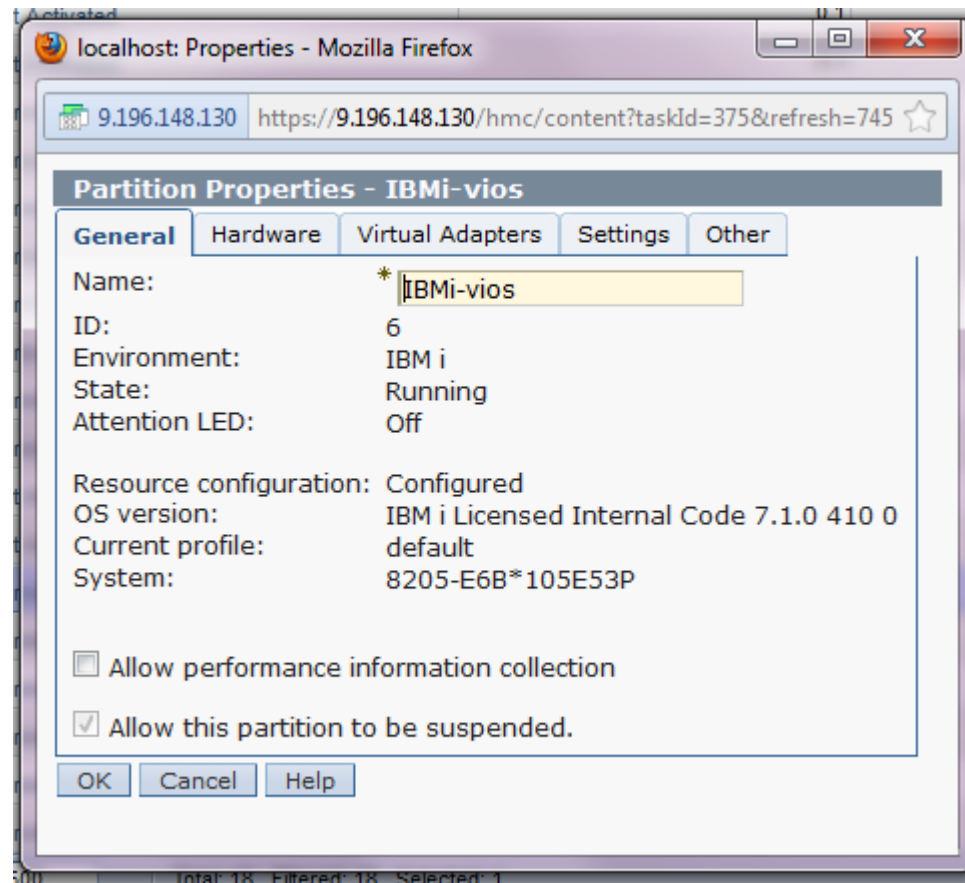 t Activated
0.1
localhost: Properties - Mozilla Firefox
9.196.148.130 https://9.196.148.130/hmc/content?taskId=375&refresh=745
Partition Properties - IBMi-vios
General Hardware Virtual Adapters Settings Other
Name: * IBMi-vios
ID: 6
Environment: IBM i
State: Running
Attention LED: Off
Resource configuration: Configured
OS version: IBM i Licensed Internal Code 7.1.0 410 0
Current profile: default
System: 8205-E6B*105E53P
Allow performance information collection
Allow this partition to be suspended.
OK Cancel Help
Total: 18 Filtered: 18 Selected: 1